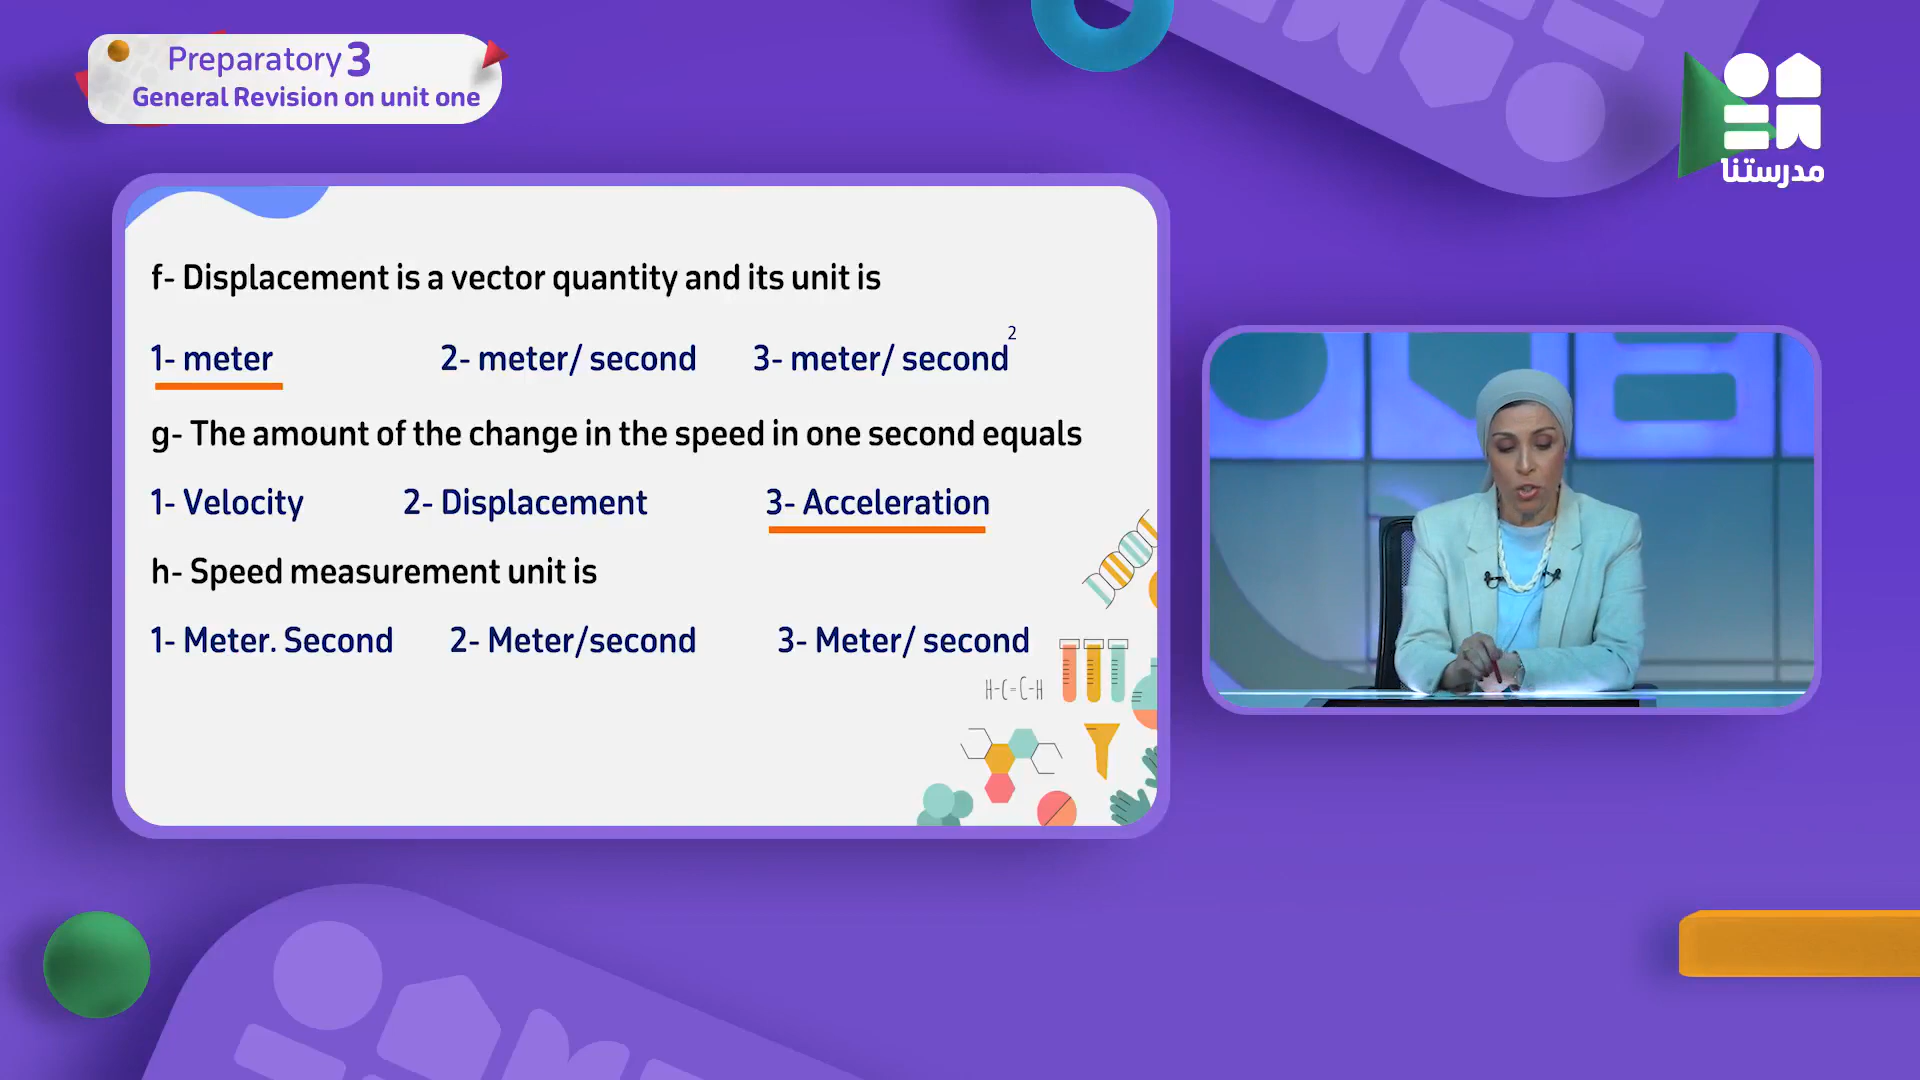 Preparatory 3
General Revision on unit one
مدرستنا
f- Displacement is a vector quantity and its unit is
1- meter 2- meter/ second 3- meter/ second²
g- The amount of the change in the speed in one second equals
1- Velocity 2- Displacement 3- Acceleration
h- Speed measurement unit is
1- Meter. Second 2- Meter/second 3- Meter/ second
H-C=C-H